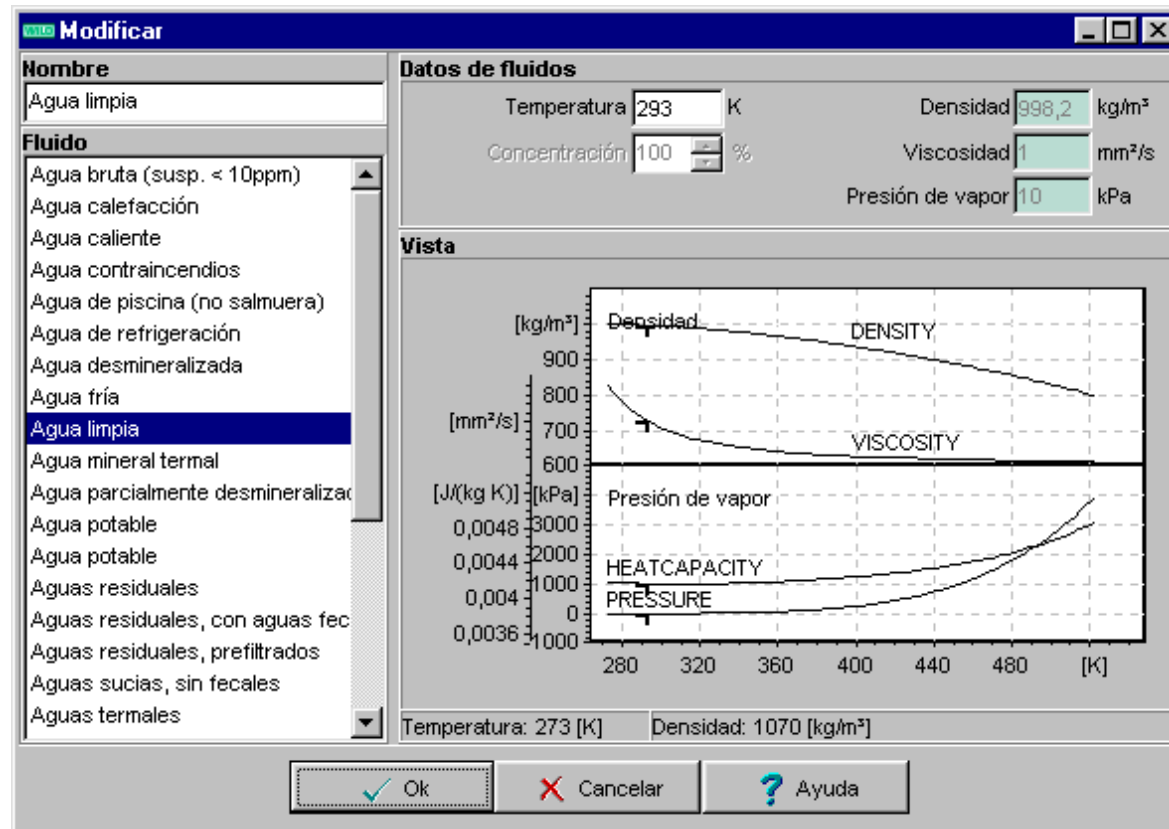 WILO Modificar
Nombre
Agua limpia
Fluido
Agua bruta (susp. < 10ppm)
Agua calefacción
Agua caliente
Agua contraincendios
Agua de piscina (no salmuera)
Agua de refrigeración
Agua desmineralizada
Agua fría
Agua limpia
Agua mineral termal
Agua parcialmente desmineralizad
Agua potable
Agua potable
Aguas residuales
Aguas residuales, con aguas fec
Aguas residuales, prefiltrados
Aguas sucias, sin fecales
Aguas termales
Datos de fluidos
Temperatura 293 K
Concentración 100 %
Densidad 998,2 kg/m³
Viscosidad 1 mm²/s
Presión de vapor 10 kPa
Vista
[kg/m³] Densidad DENSITY
900
800
[mm²/s] 700
VISCOSITY
600
[J/(kg K)] [kPa] Presión de vapor
0,0048 3000
0,0044 2000
HEATCAPACITY
0,004 1000
PRESSURE
0
0,0036 -1000
280 320 360 400 440 480 [K]
Temperatura: 273 [K] Densidad: 1070 [kg/m³]
Ok Cancelar ? Ayuda